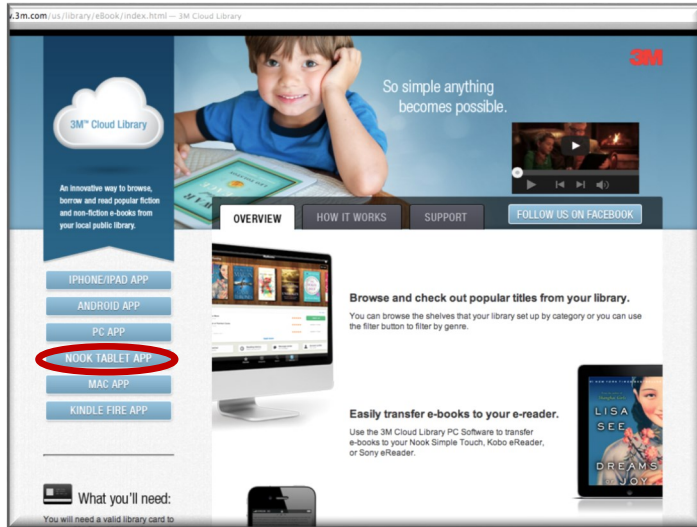 v.3m.com/us/library/eBook/index.html — 3M Cloud Library
3M
So simple anything
becomes possible.
3M™ Cloud Library
An innovative way to browse,
borrow and read popular fiction
and non-fiction e-books from
your local public library.
OVERVIEW
HOW IT WORKS
SUPPORT
FOLLOW US ON FACEBOOK
IPHONE/IPAD APP
ANDROID APP
PC APP
NOOK TABLET APP
MAC APP
KINDLE FIRE APP
Browse and check out popular titles from your library.
You can browse the shelves that your library set up by category or you can use
the filter button to filter by genre.
Easily transfer e-books to your e-reader.
Use the 3M Cloud Library PC Software to transfer
e-books to your Nook Simple Touch, Kobo eReader,
or Sony eReader.
LISA
SEE
DREAMS
JOY
What you'll need:
You will need a valid library card to